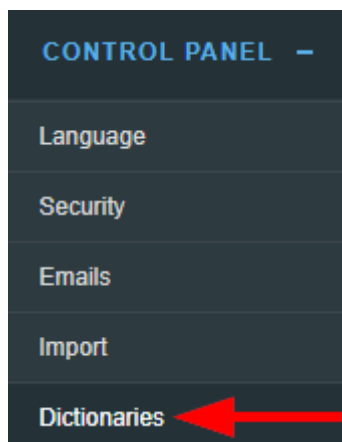 CONTROL PANEL –
Language
Security
Emails
Import
Dictionaries